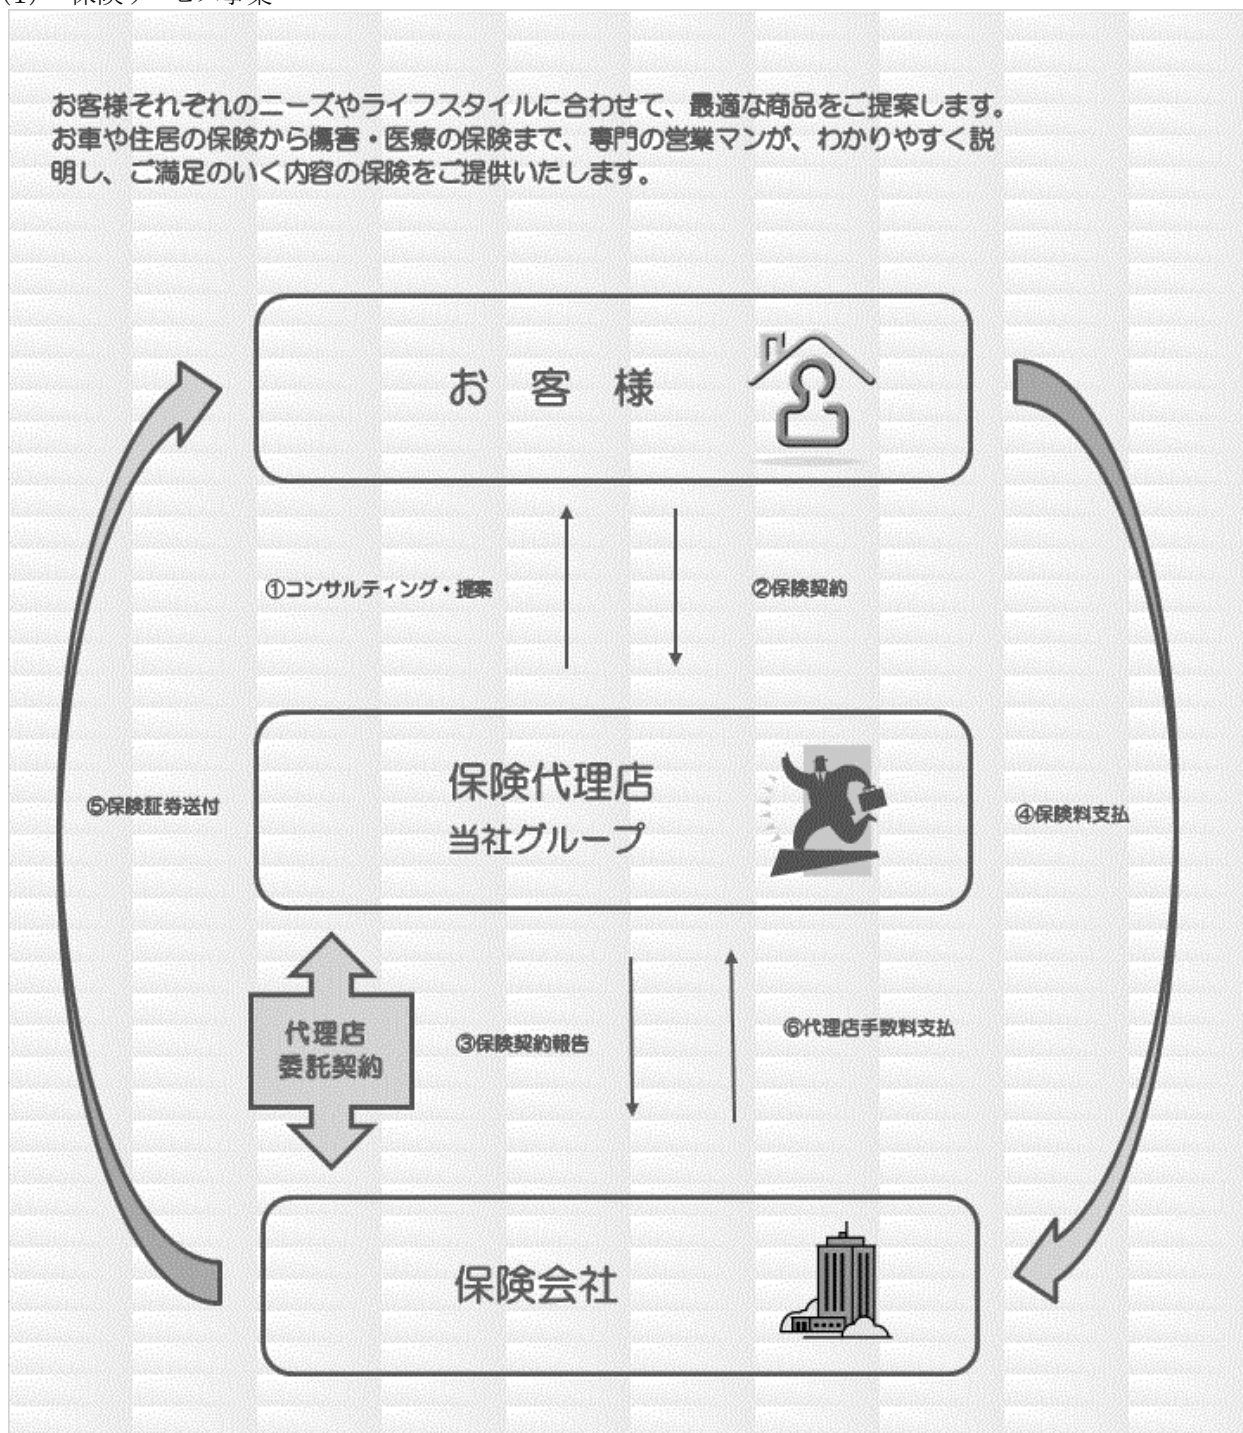 お客様それぞれのニーズやライフスタイルに合わせて、最適な商品をご提案します。
お車や住居の保険から傷害・医療の保険まで、専門の営業マンが、わかりやすく説
明し、ご満足のいく内容の保険をご提供いたします。
お 客 様
①コンサルティング・提案
②保険契約
保険代理店
当社グループ
⑤保険証券送付
④保険料支払
代理店
委託契約
③保険契約報告
⑥代理店手数料支払
保険会社